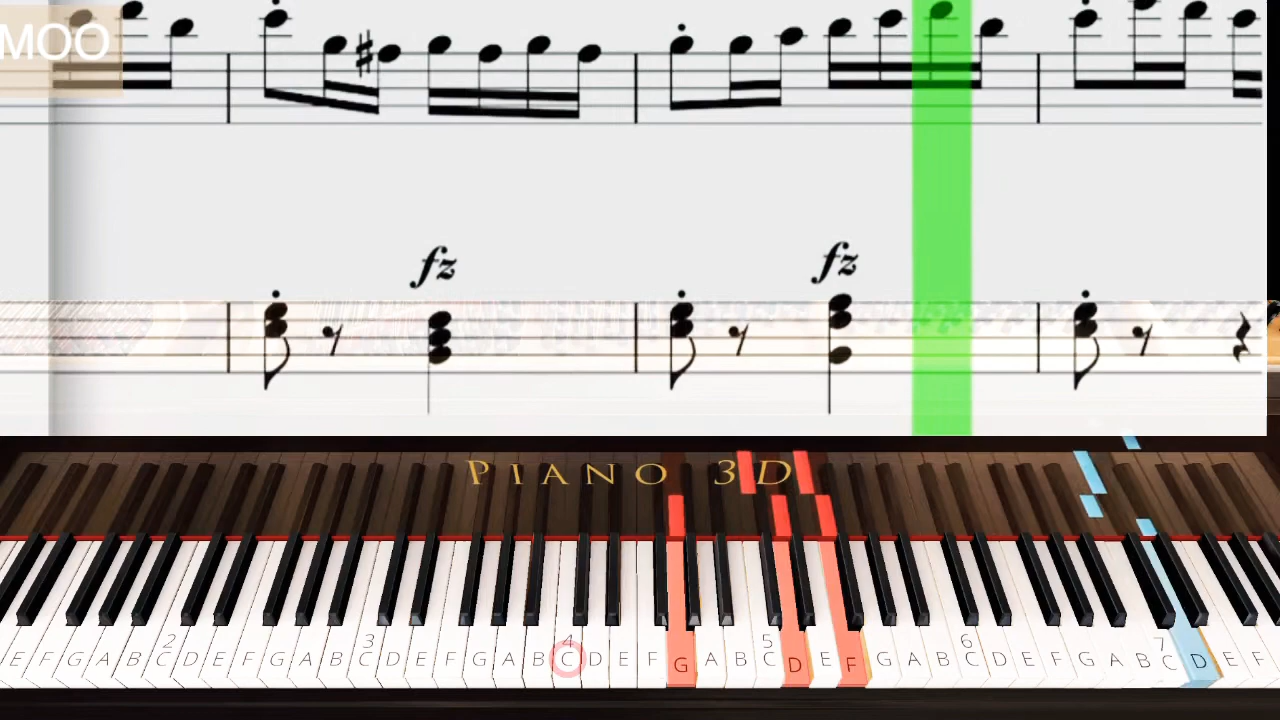 MOO
fz fz
PIANO 3D
2 3 4 5 6 7
E F G A B C D E F G A B C D E F G A B C D E F G A B C D E F G A B C D E F G A B C D E F